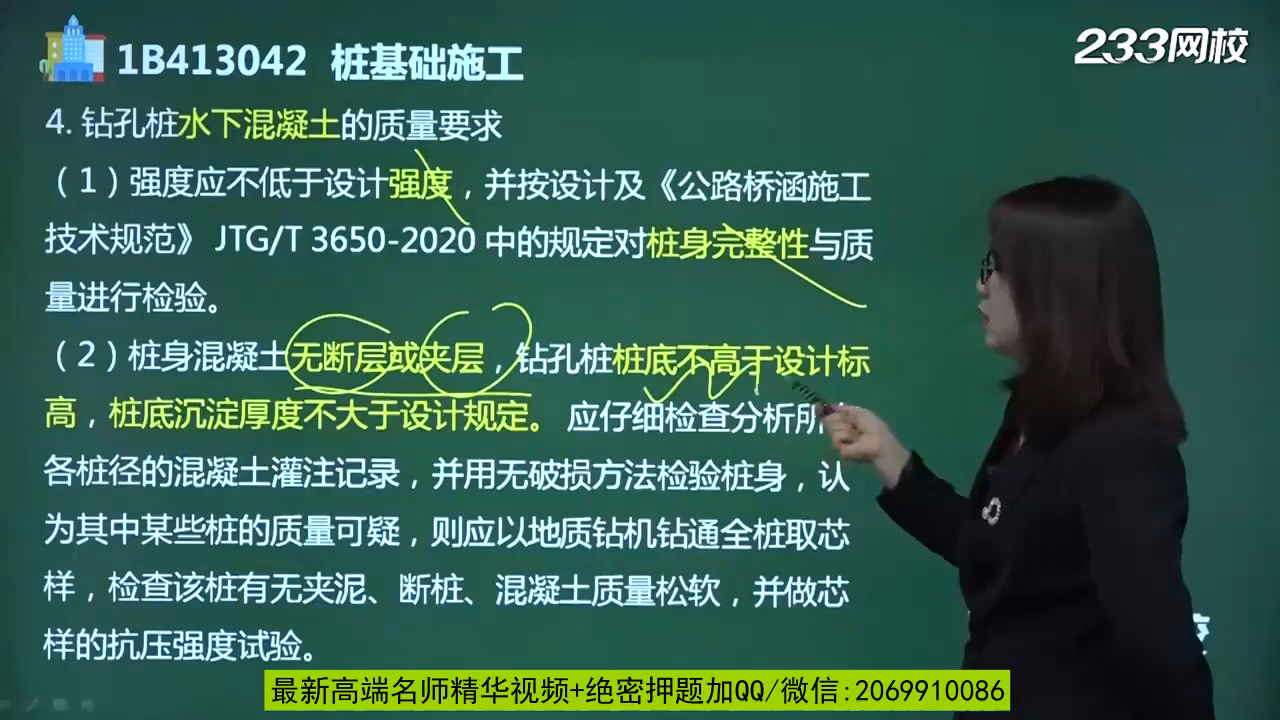 1B413042 桩基础施工
233网校
4. 钻孔桩水下混凝土的质量要求
（1）强度应不低于设计强度，并按设计及《公路桥涵施工
技术规范》 JTG/T 3650-2020 中的规定对桩身完整性与质
量进行检验。
（2）桩身混凝土无断层或夹层，钻孔桩桩底不高于设计标
高，桩底沉淀厚度不大于设计规定。 应仔细检查分析所
各桩径的混凝土灌注记录，并用无破损方法检验桩身，认
为其中某些桩的质量可疑，则应以地质钻机钻通全桩取芯
样，检查该桩有无夹泥、断桩、混凝土质量松软，并做芯
样的抗压强度试验。
最新高端名师精华视频+绝密押题加QQ/微信:2069910086